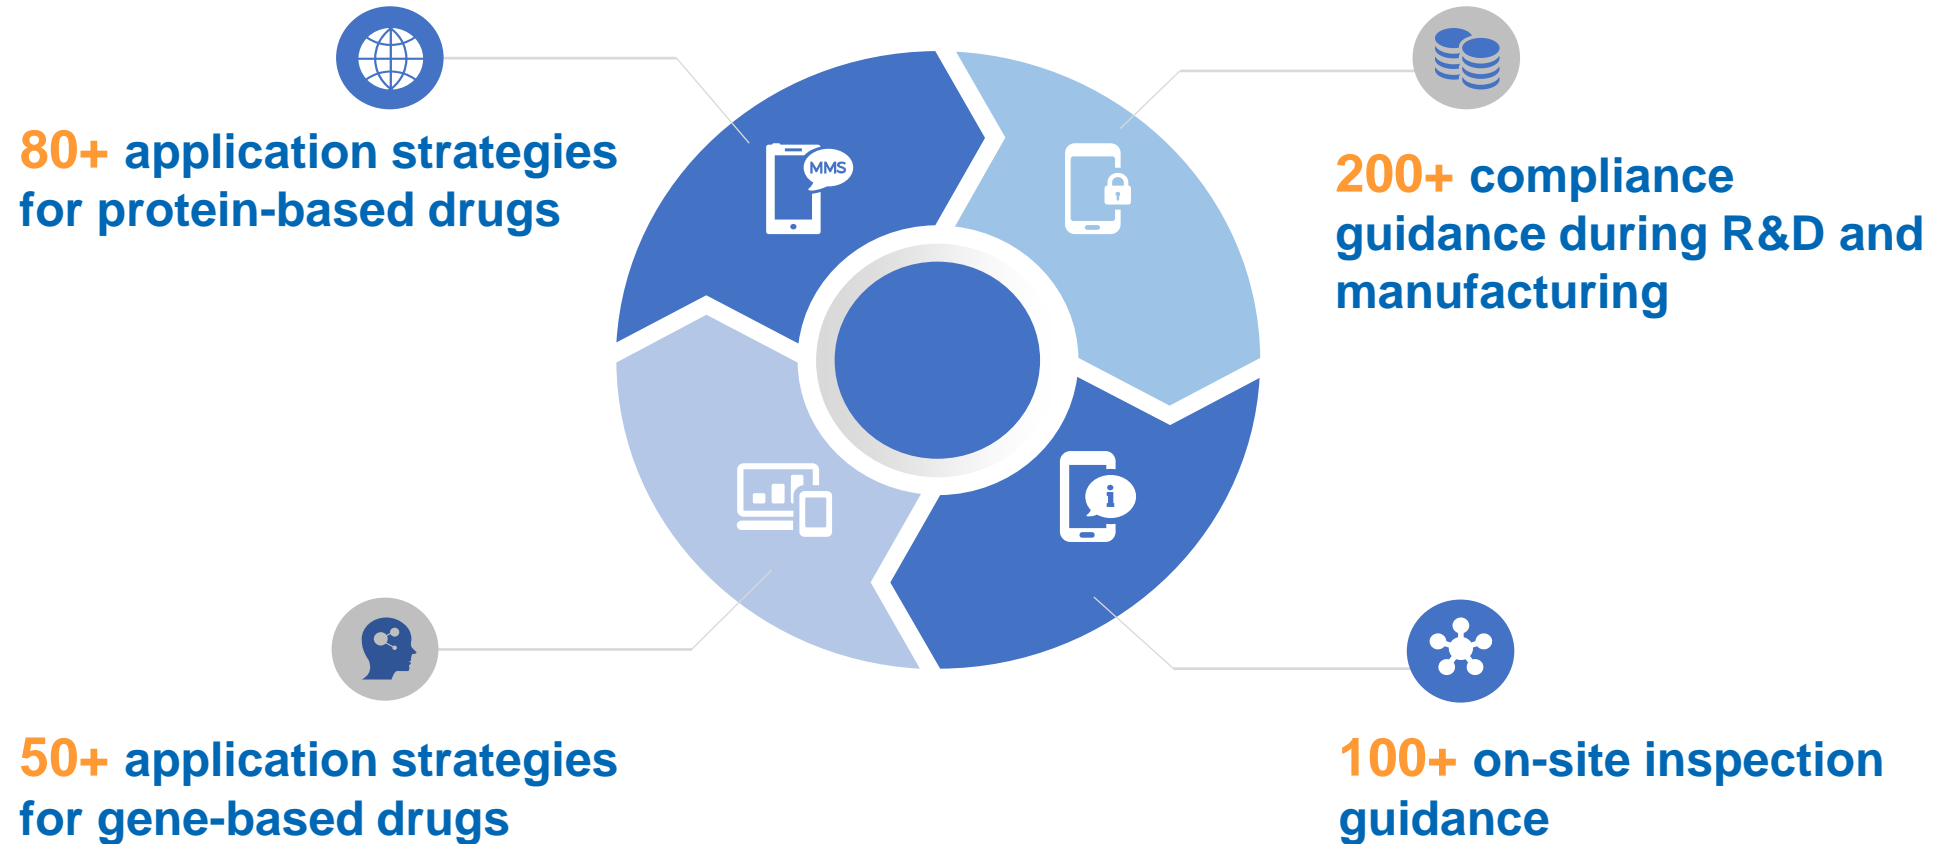 80+ application strategies
for protein-based drugs
MMS
200+ compliance
guidance during R&D and
manufacturing
i
50+ application strategies
for gene-based drugs
100+ on-site inspection
guidance